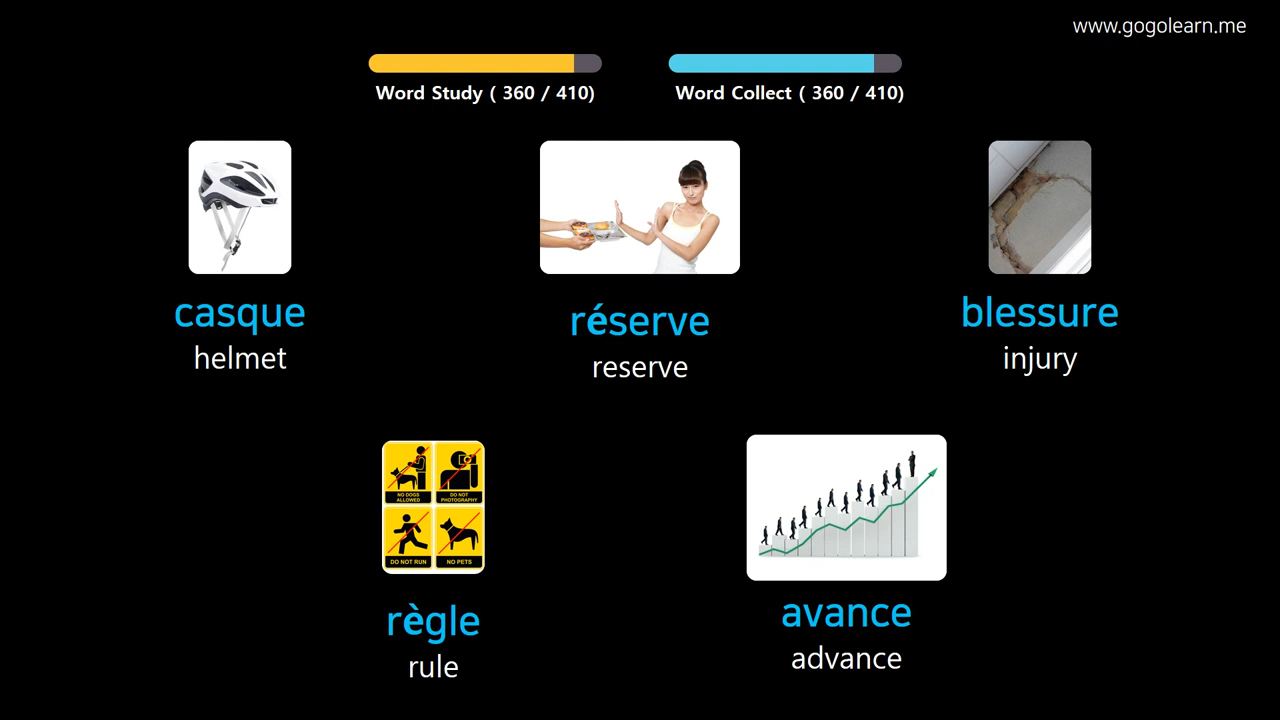 www.gogolearn.me
Word Study ( 360 / 410)
Word Collect ( 360 / 410)
casque
helmet
réserve
reserve
blessure
injury
NO DOGS
ALLOWED
DO NOT
PHOTOGRAPHY
DO NOT RUN
NO PETS
règle
rule
avance
advance